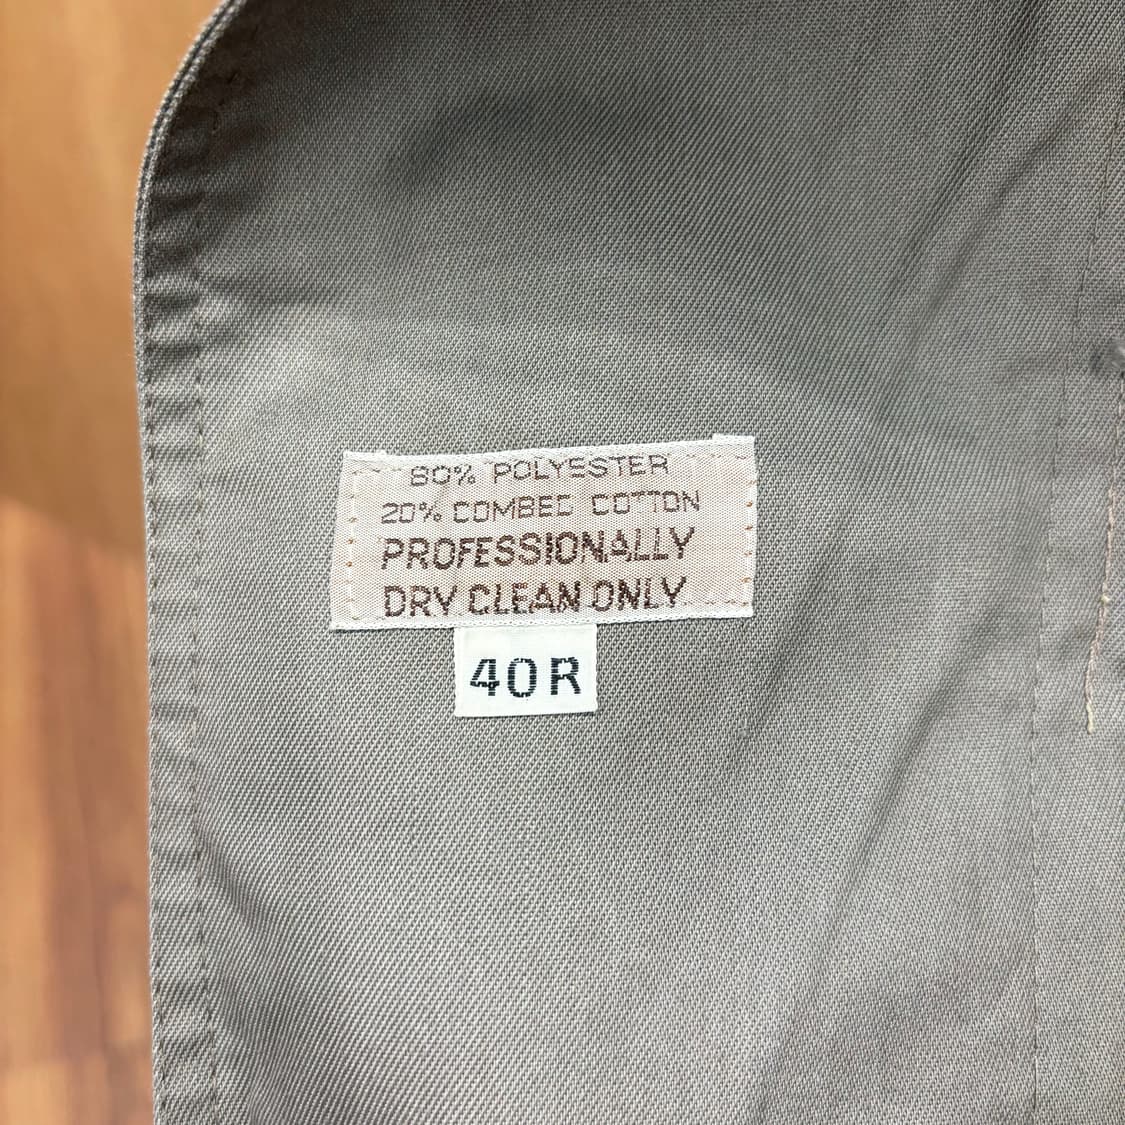 80% POLYESTER
20% COMBED COTTON
PROFESSIONALLY
DRY CLEAN ONLY
40R